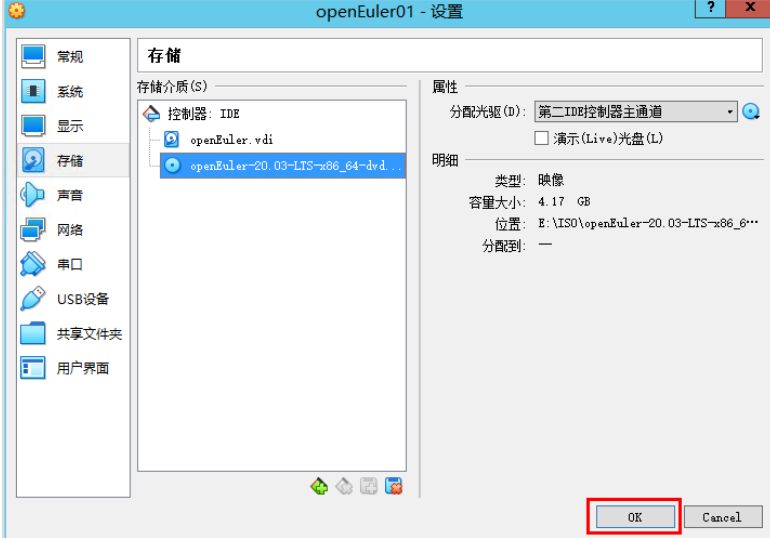 openEuler01 - 设置
? x
常规
系统
显示
存储
声音
网络
串口
USB设备
共享文件夹
用户界面
存储
存储介质(S)
控制器: IDE
openEuler.vdi
openEuler-20.03-LTS-x86_64-dvd...
属性
分配光驱(D): 第二IDE控制器主通道
演示(Live)光盘(L)
明细
类型: 映像
容量大小: 4.17 GB
位置: E:\ISO\openEuler-20.03-LTS-x86_6…
分配到: —
OK Cancel